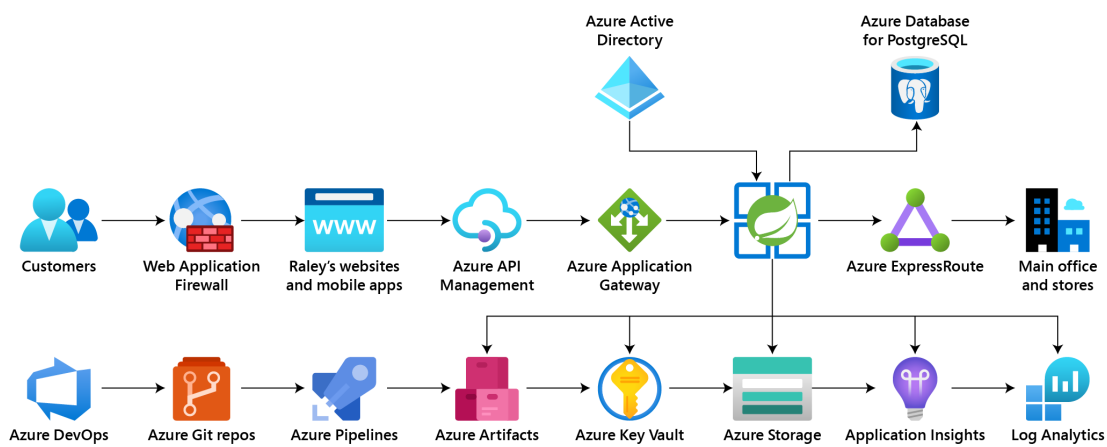 Azure Active
Directory
Azure Database
for PostgreSQL
www
Customers
Web Application
Firewall
Raley's websites
and mobile apps
Azure API
Management
Azure Application
Gateway
Azure ExpressRoute
Main office
and stores
Azure DevOps
Azure Git repos
Azure Pipelines
Azure Artifacts
Azure Key Vault
Azure Storage
Application Insights
Log Analytics